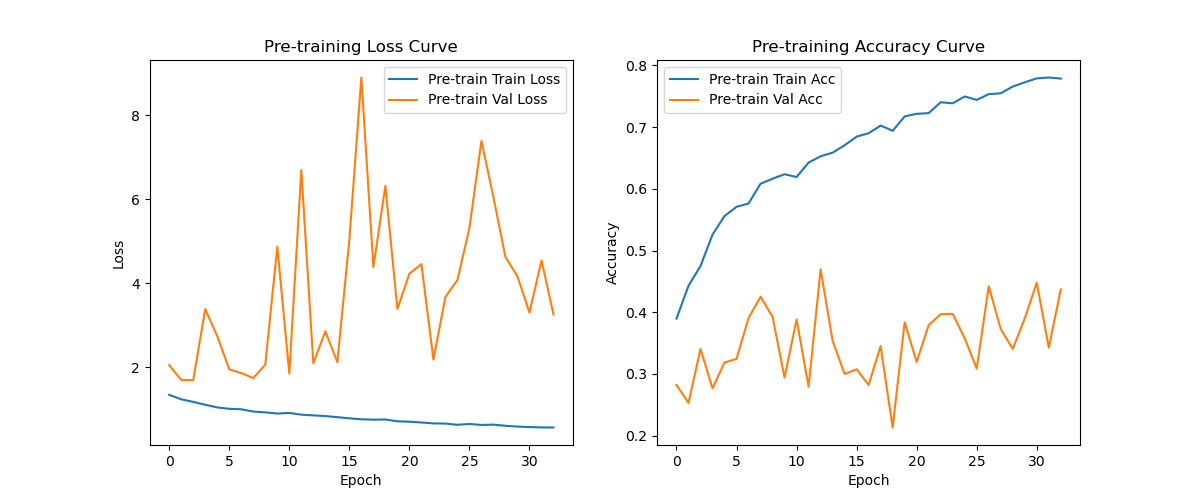 Pre-training Loss Curve
Pre-train Train Loss
Pre-train Val Loss
Loss
8
6
4
2
0 5 10 15 20 25 30
Epoch
Pre-training Accuracy Curve
Pre-train Train Acc
Pre-train Val Acc
Accuracy
0.8
0.7
0.6
0.5
0.4
0.3
0.2
0 5 10 15 20 25 30
Epoch